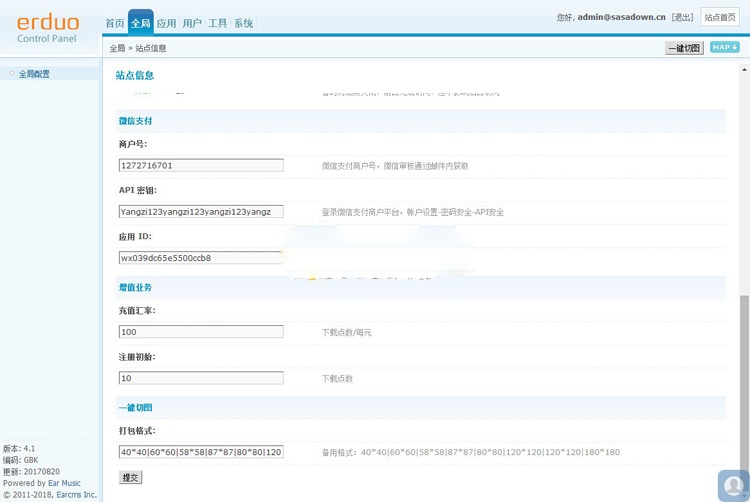 erduo
Control Panel
首页 全局 应用 用户 工具 系统
您好, admin@sasadown.cn [退出] 站点首页
全局 » 站点信息
一键切图 MAP
全局配置
站点信息
微信支付
商户号:
1272716701 微信支付商户号，微信审核通过邮件内获取
API 密钥:
Yangzi123yangzi123yangzi123yangz 登录微信支付商户平台，帐户设置-密码安全-API安全
应用 ID:
wx039dc65e5500ccb8
增值业务
充值汇率:
100 下载点数/每元
注册初始:
10 下载点数
一键切图
打包格式:
40*40|60*60|58*58|87*87|80*80|120 备用格式: 40*40|60*60|58*58|87*87|80*80|120*120|120*120|180*180
提交
版本: 4.1
编码: GBK
更新: 20170820
Powered by Ear Music
© 2011-2018, Earcms Inc.